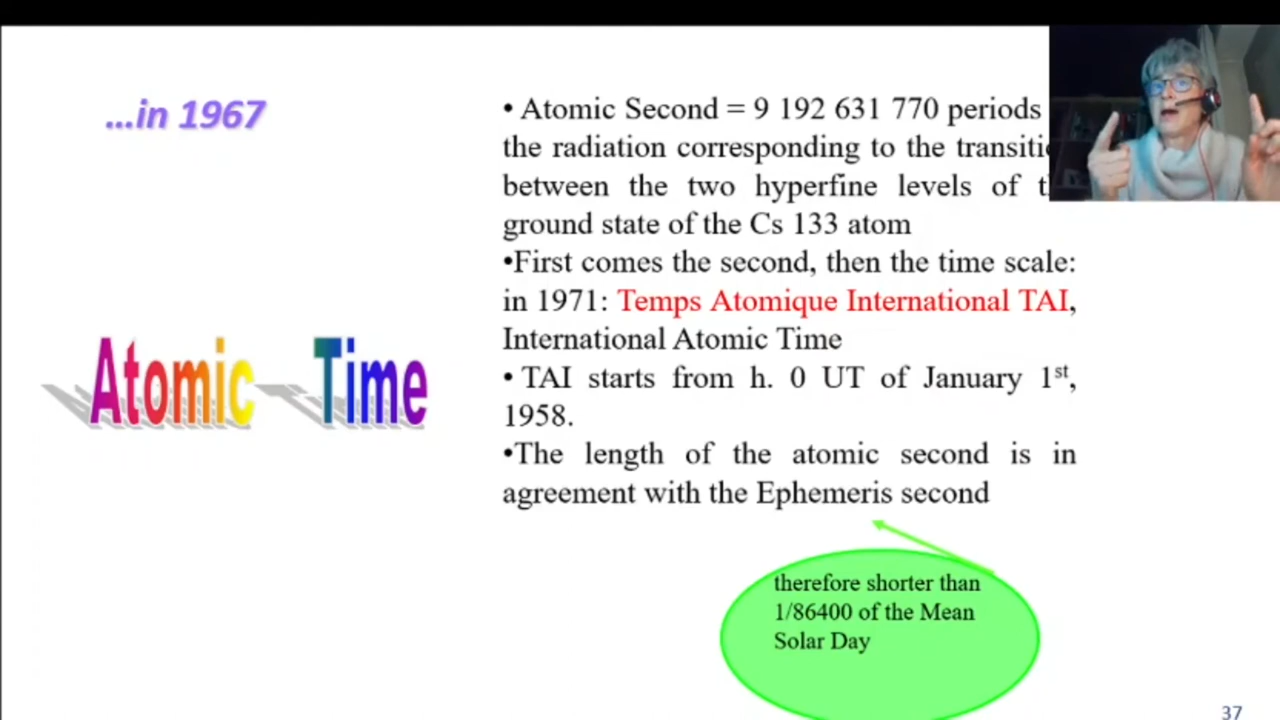 ...in 1967
• Atomic Second = 9 192 631 770 periods
the radiation corresponding to the
between the two hyperfine levels of
ground state of the Cs 133 atom
•First comes the second, then the time scale:
in 1971: Temps Atomique International TAI,
International Atomic Time
• TAI starts from h. 0 UT of January 1st,
1958.
•The length of the atomic second is in
agreement with the Ephemeris second
Atomic Time
therefore shorter than
1/86400 of the Mean
Solar Day
37